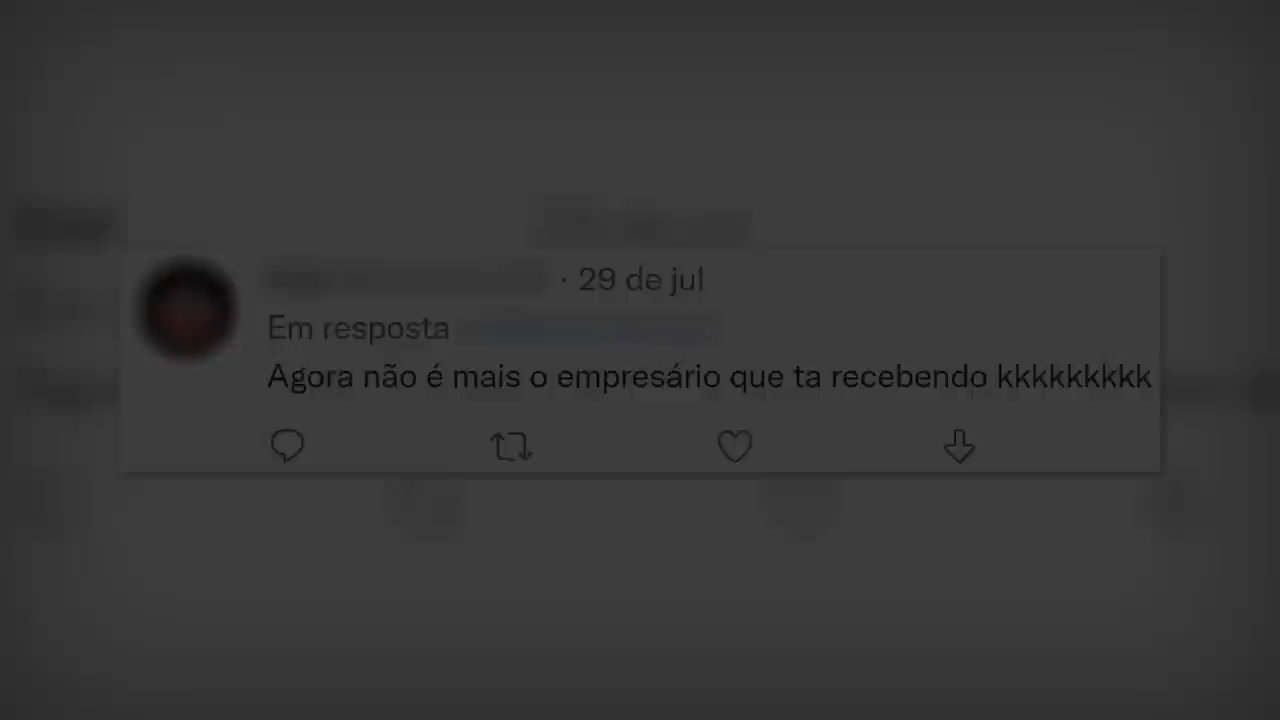 · 29 de jul
Em resposta
Agora não é mais o empresário que ta recebendo kkkkkkkkk